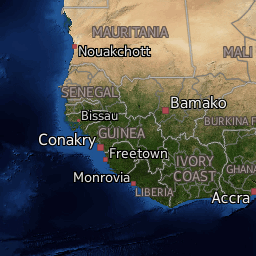 MAURITANIA
Nouakchott
MALI
SENEGAL
Bamako
Bissau
BURKINA F
GUINEA
Conakry
Freetown
IVORY
COAST
GHANA
Monrovia
LIBERIA
Accra